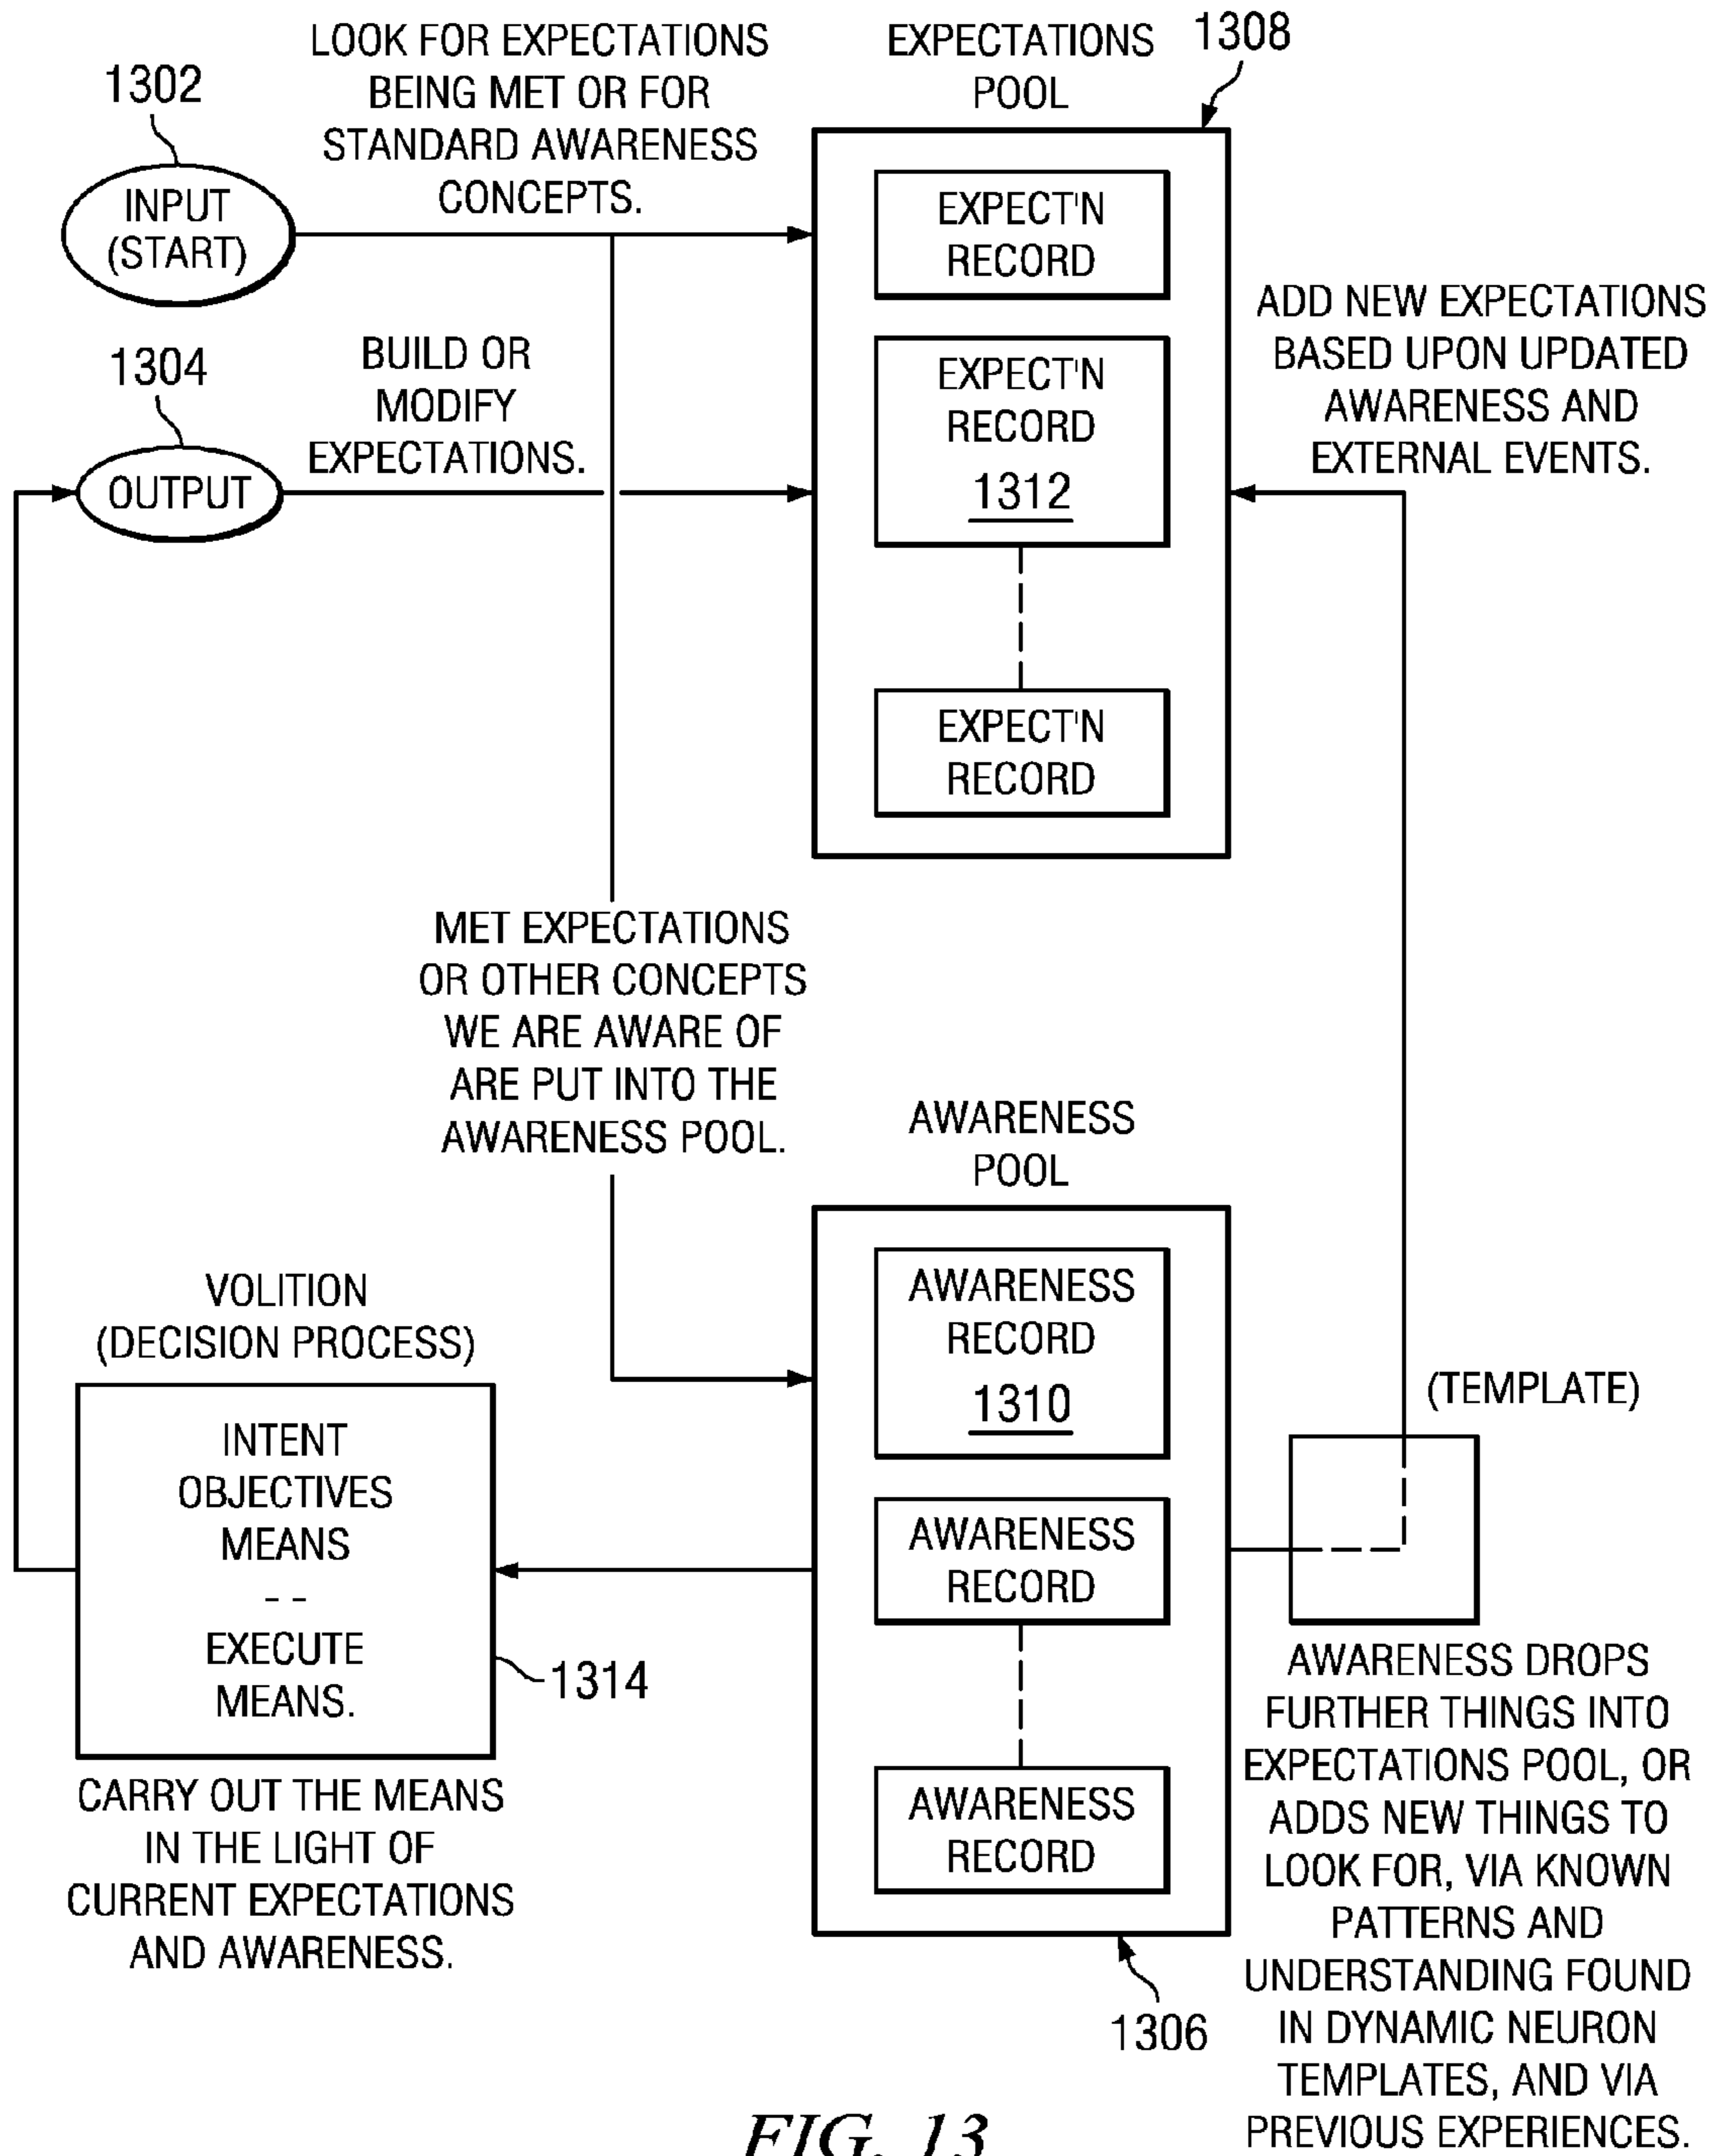 1302
INPUT
(START)
LOOK FOR EXPECTATIONS
BEING MET OR FOR
STANDARD AWARENESS
CONCEPTS.
EXPECTATIONS
POOL
1308
EXPECT'N
RECORD
1304
OUTPUT
BUILD OR
MODIFY
EXPECTATIONS.
EXPECT'N
RECORD
1312
EXPECT'N
RECORD
ADD NEW EXPECTATIONS
BASED UPON UPDATED
AWARENESS AND
EXTERNAL EVENTS.
MET EXPECTATIONS
OR OTHER CONCEPTS
WE ARE AWARE OF
ARE PUT INTO THE
AWARENESS POOL.
AWARENESS
POOL
AWARENESS
RECORD
1310
AWARENESS
RECORD
AWARENESS
RECORD
1306
VOLITION
(DECISION PROCESS)
INTENT
OBJECTIVES
MEANS
- -
EXECUTE
MEANS.
1314
CARRY OUT THE MEANS
IN THE LIGHT OF
CURRENT EXPECTATIONS
AND AWARENESS.
(TEMPLATE)
AWARENESS DROPS
FURTHER THINGS INTO
EXPECTATIONS POOL, OR
ADDS NEW THINGS TO
LOOK FOR, VIA KNOWN
PATTERNS AND
UNDERSTANDING FOUND
IN DYNAMIC NEURON
TEMPLATES, AND VIA
PREVIOUS EXPERIENCES.
FIG. 13